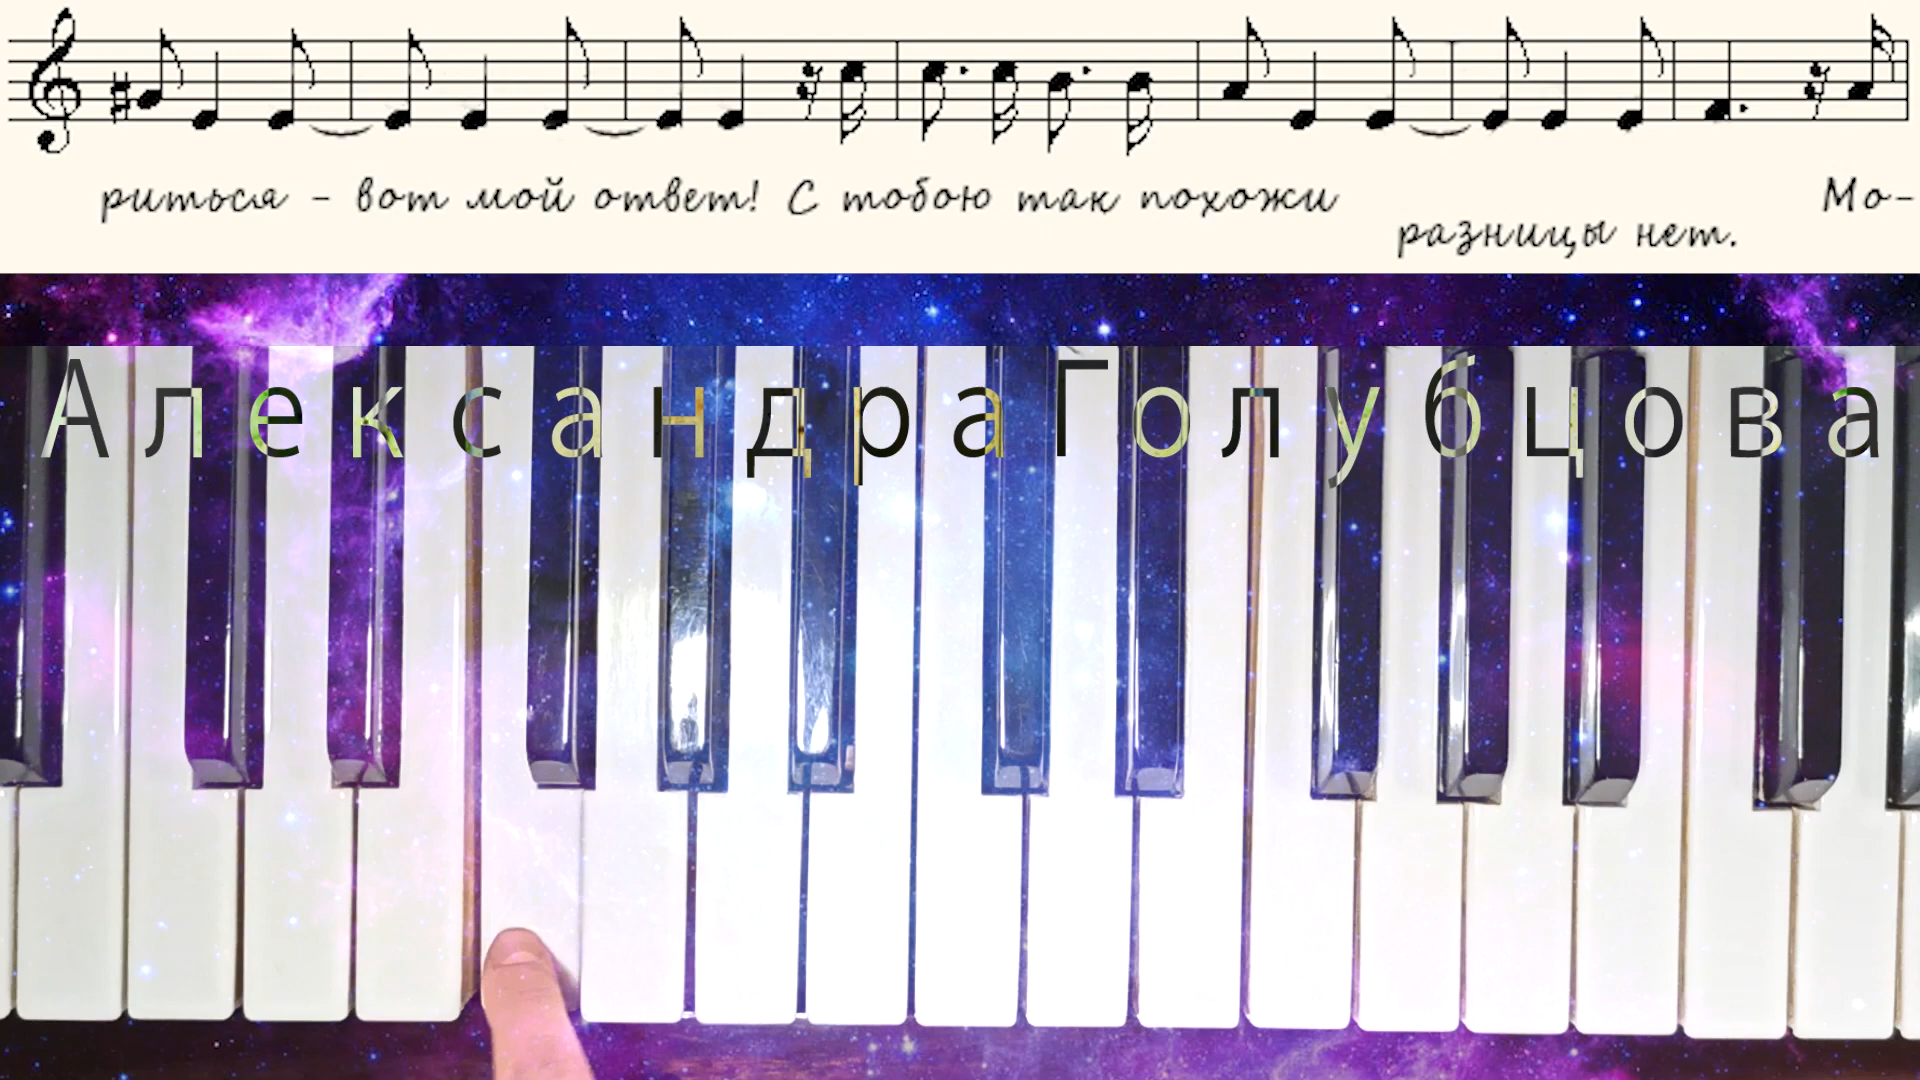 риться - вот мой ответ! С тобою так похожи
разницы нет.
Мо-
Александра Голубцова